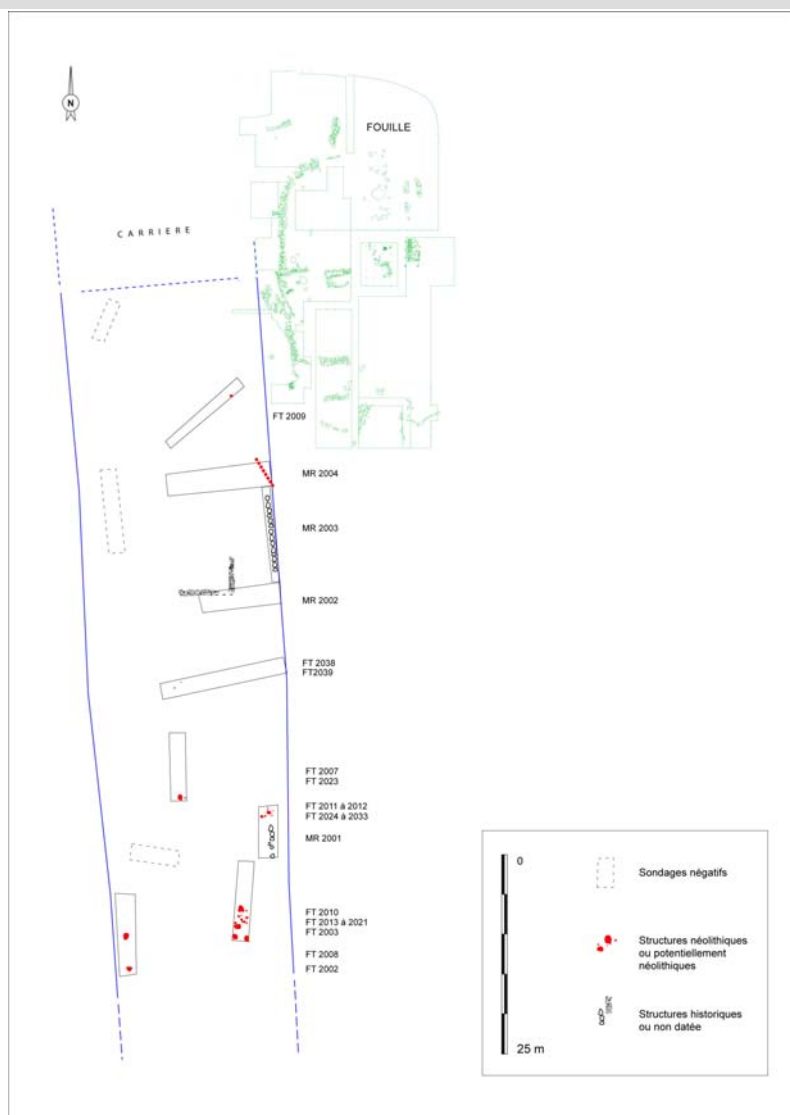 N
FOUILLE
CARRIERE
FT 2009
MR 2004
MR 2003
MR 2002
FT 2038
FT2039
FT 2007
FT 2023
FT 2011 à 2012
FT 2024 à 2033
MR 2001
FT 2010
FT 2013 à 2021
FT 2003
FT 2008
FT 2002
0
25 m
Sondages négatifs
Structures néolithiques
ou potentiellement
néolithiques
Structures historiques
ou non datée